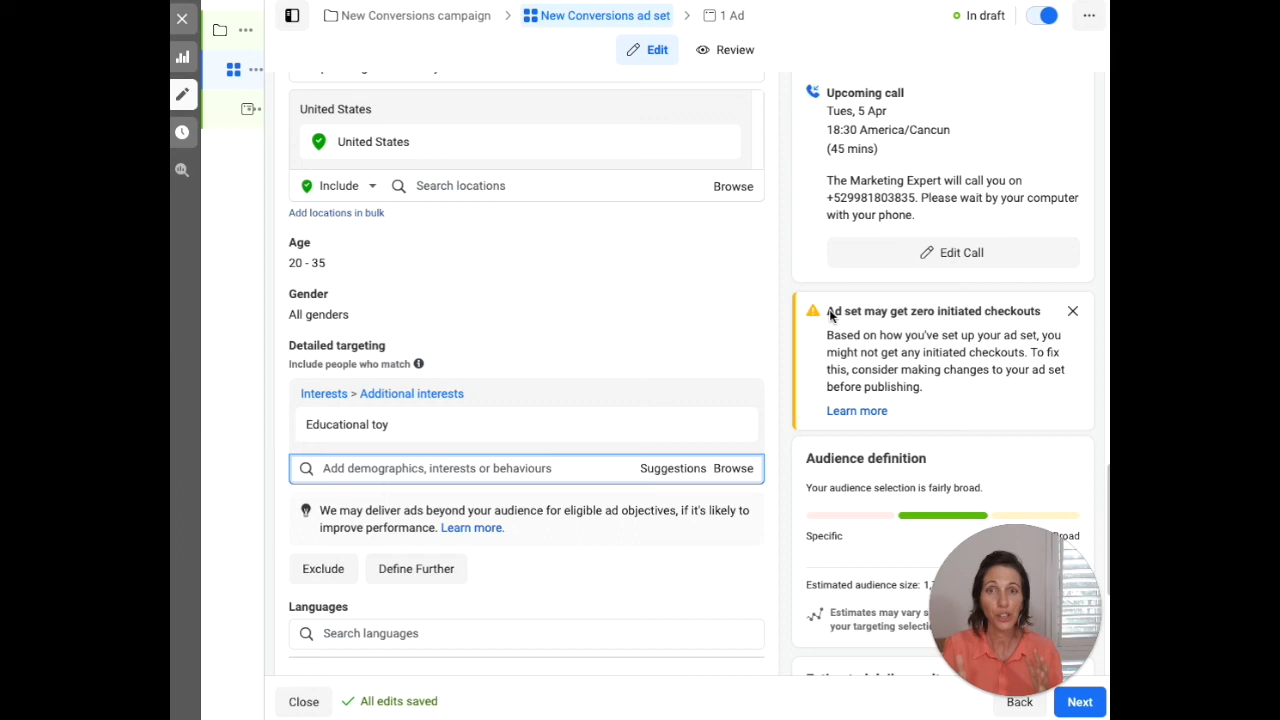 New Conversions campaign
New Conversions ad set
1 Ad
In draft
Edit
Review
United States
United States
Include
Search locations
Browse
Add locations in bulk
Age
20 - 35
Gender
All genders
Detailed targeting
Include people who match
Interests > Additional interests
Educational toy
Add demographics, interests or behaviours
Suggestions
Browse
We may deliver ads beyond your audience for eligible ad objectives, if it's likely to
improve performance. Learn more.
Exclude
Define Further
Languages
Search languages
Close
All edits saved
Upcoming call
Tues, 5 Apr
18:30 America/Cancun
(45 mins)
The Marketing Expert will call you on
+529981803835. Please wait by your computer
with your phone.
Edit Call
Ad set may get zero initiated checkouts
Based on how you've set up your ad set, you
might not get any initiated checkouts. To fix
this, consider making changes to your ad set
before publishing.
Learn more
Audience definition
Your audience selection is fairly broad.
Specific
Broad
Estimated audience size:
Estimates may vary
your targeting
Back
Next